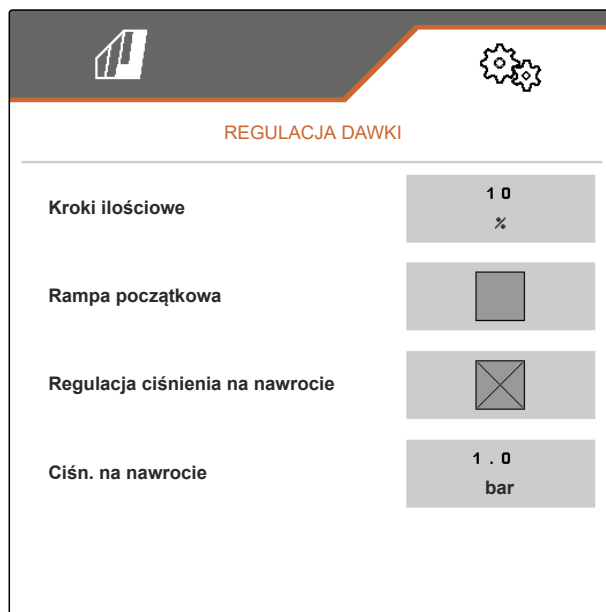 REGULACJA DAWKI
Kroki ilościowe
10
%
Rampa początkowa
Regulacja ciśnienia na nawrocie
Ciśn. na nawrocie
1.0
bar